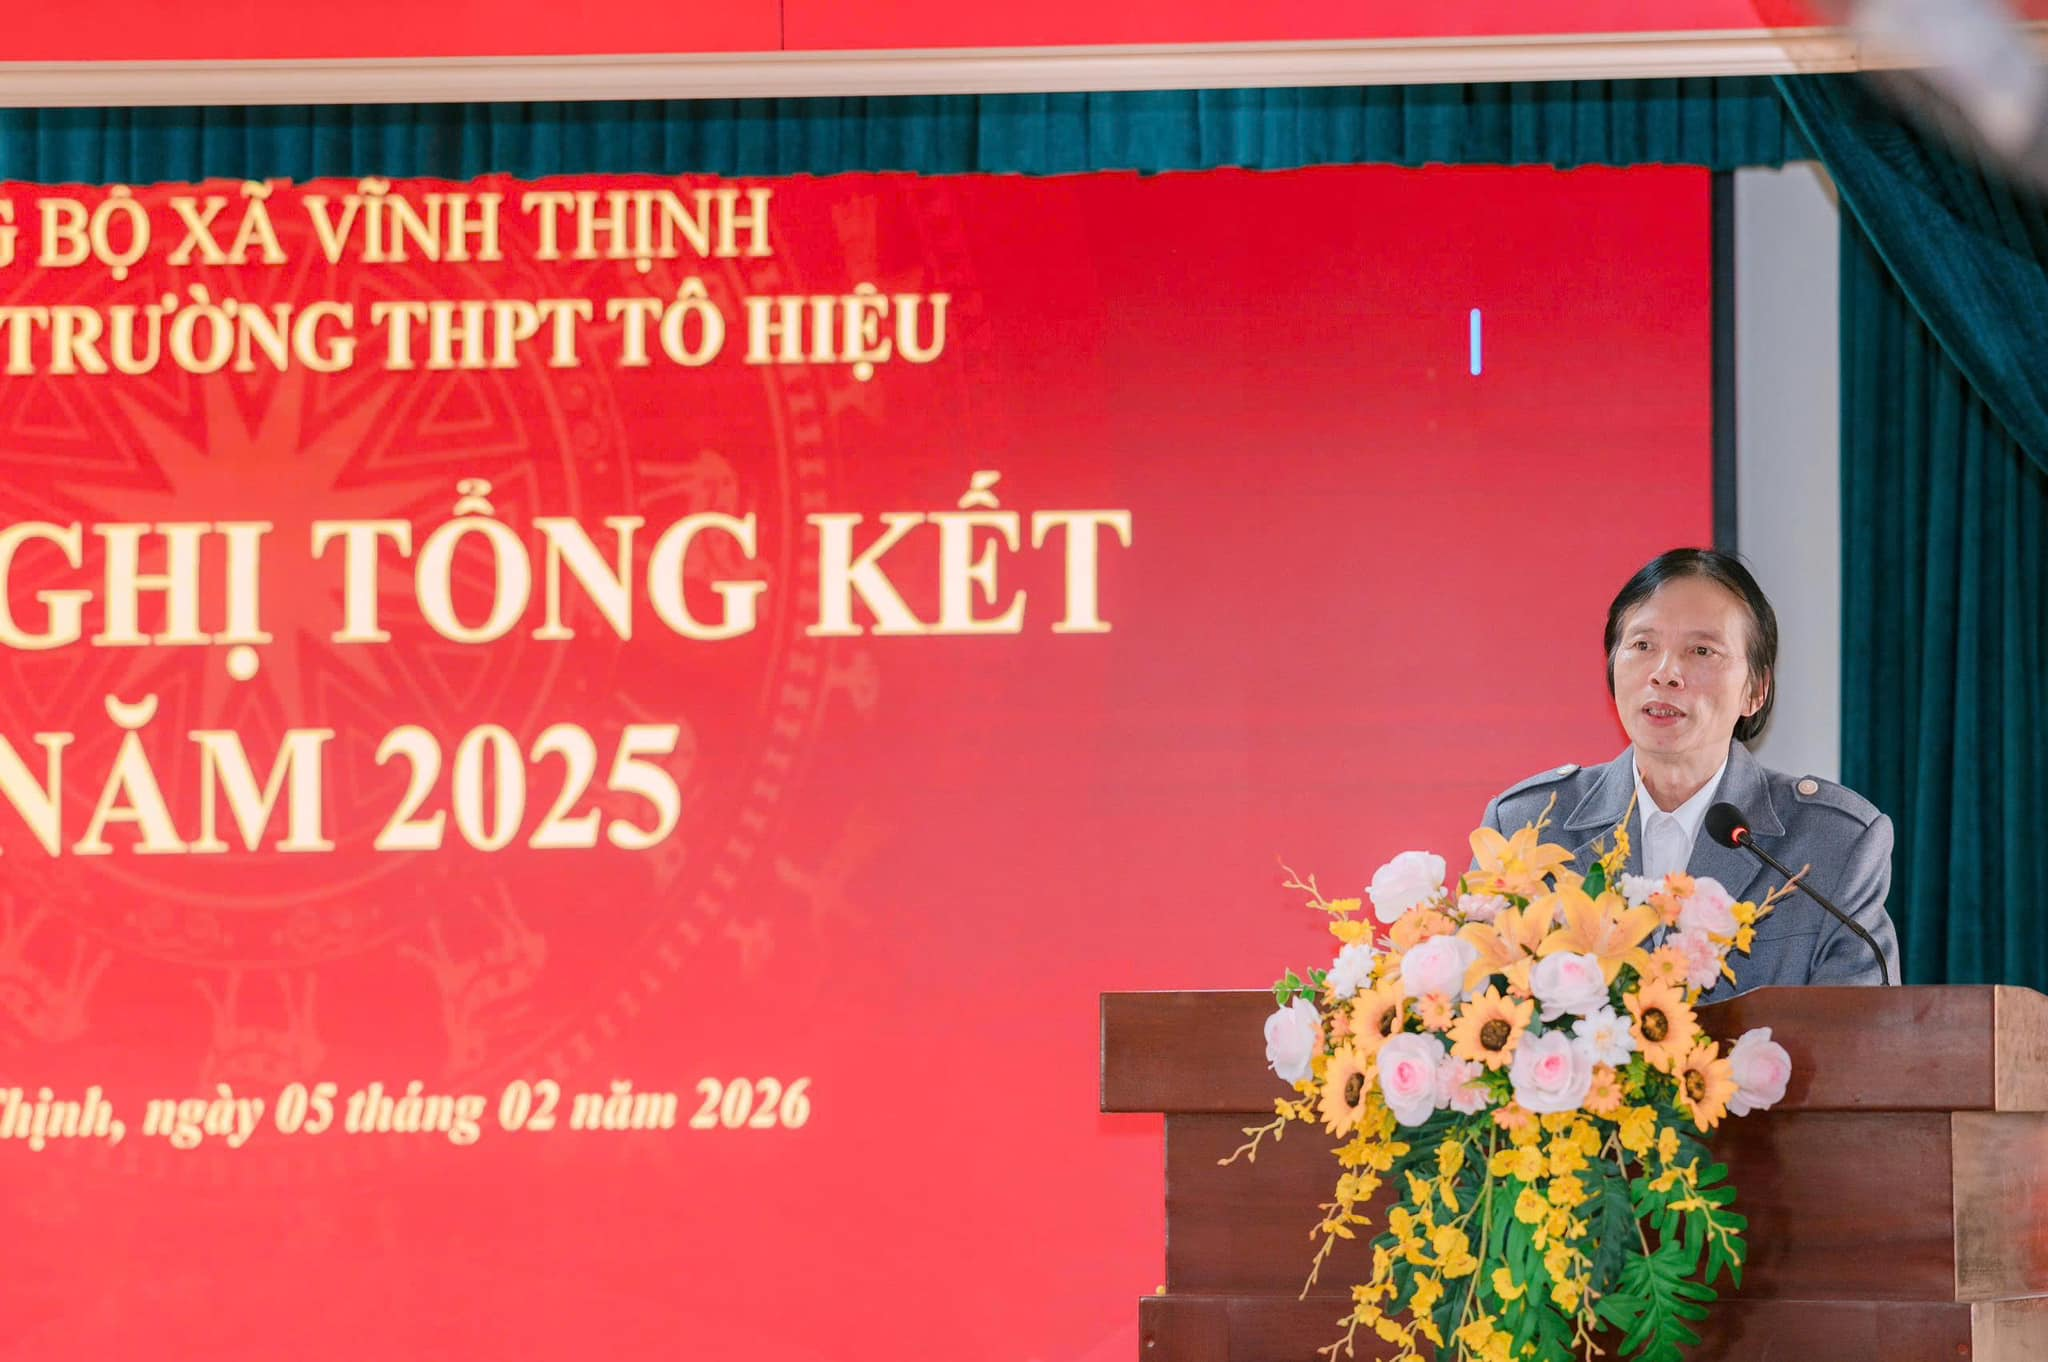 G BỘ XÃ VĨNH THỊNH
TRƯỜNG THPT TÔ HIỆU
GHỊ TỔNG KẾT
NĂM 2025
Thịnh, ngày 05 tháng 02 năm 2026